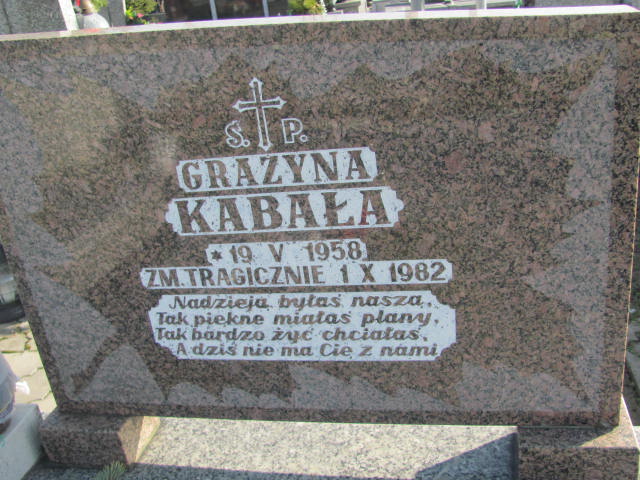 Ś. P.
GRAŻYNA
KABAŁA
* 19 V 1958
ZM. TRAGICZNIE 1 X 1982
Nadzieją byłaś naszą,
Tak piękne miałaś plany
Tak bardzo żyć chciałaś,
A dziś nie ma Cię z nami